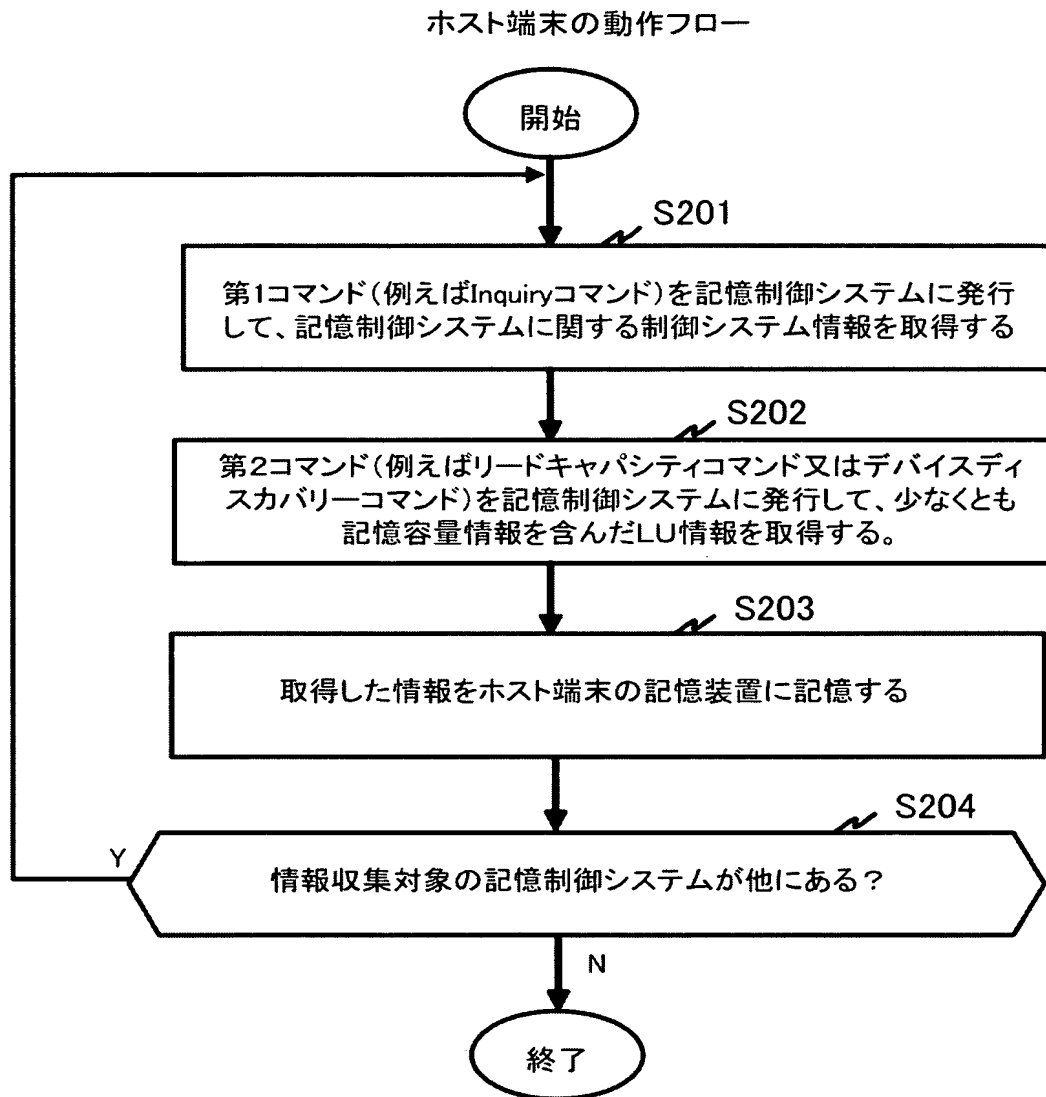 ホスト端末の動作フロー
開始
S201
第1コマンド(例えばInquiryコマンド)を記憶制御システムに発行
して、記憶制御システムに関する制御システム情報を取得する
S202
第2コマンド(例えばリードキャパシティコマンド又はデバイスディ
スカバリーコマンド)を記憶制御システムに発行して、少なくとも
記憶容量情報を含んだLU情報を取得する。
S203
取得した情報をホスト端末の記憶装置に記憶する
S204
Y
情報収集対象の記憶制御システムが他にある?
N
終了